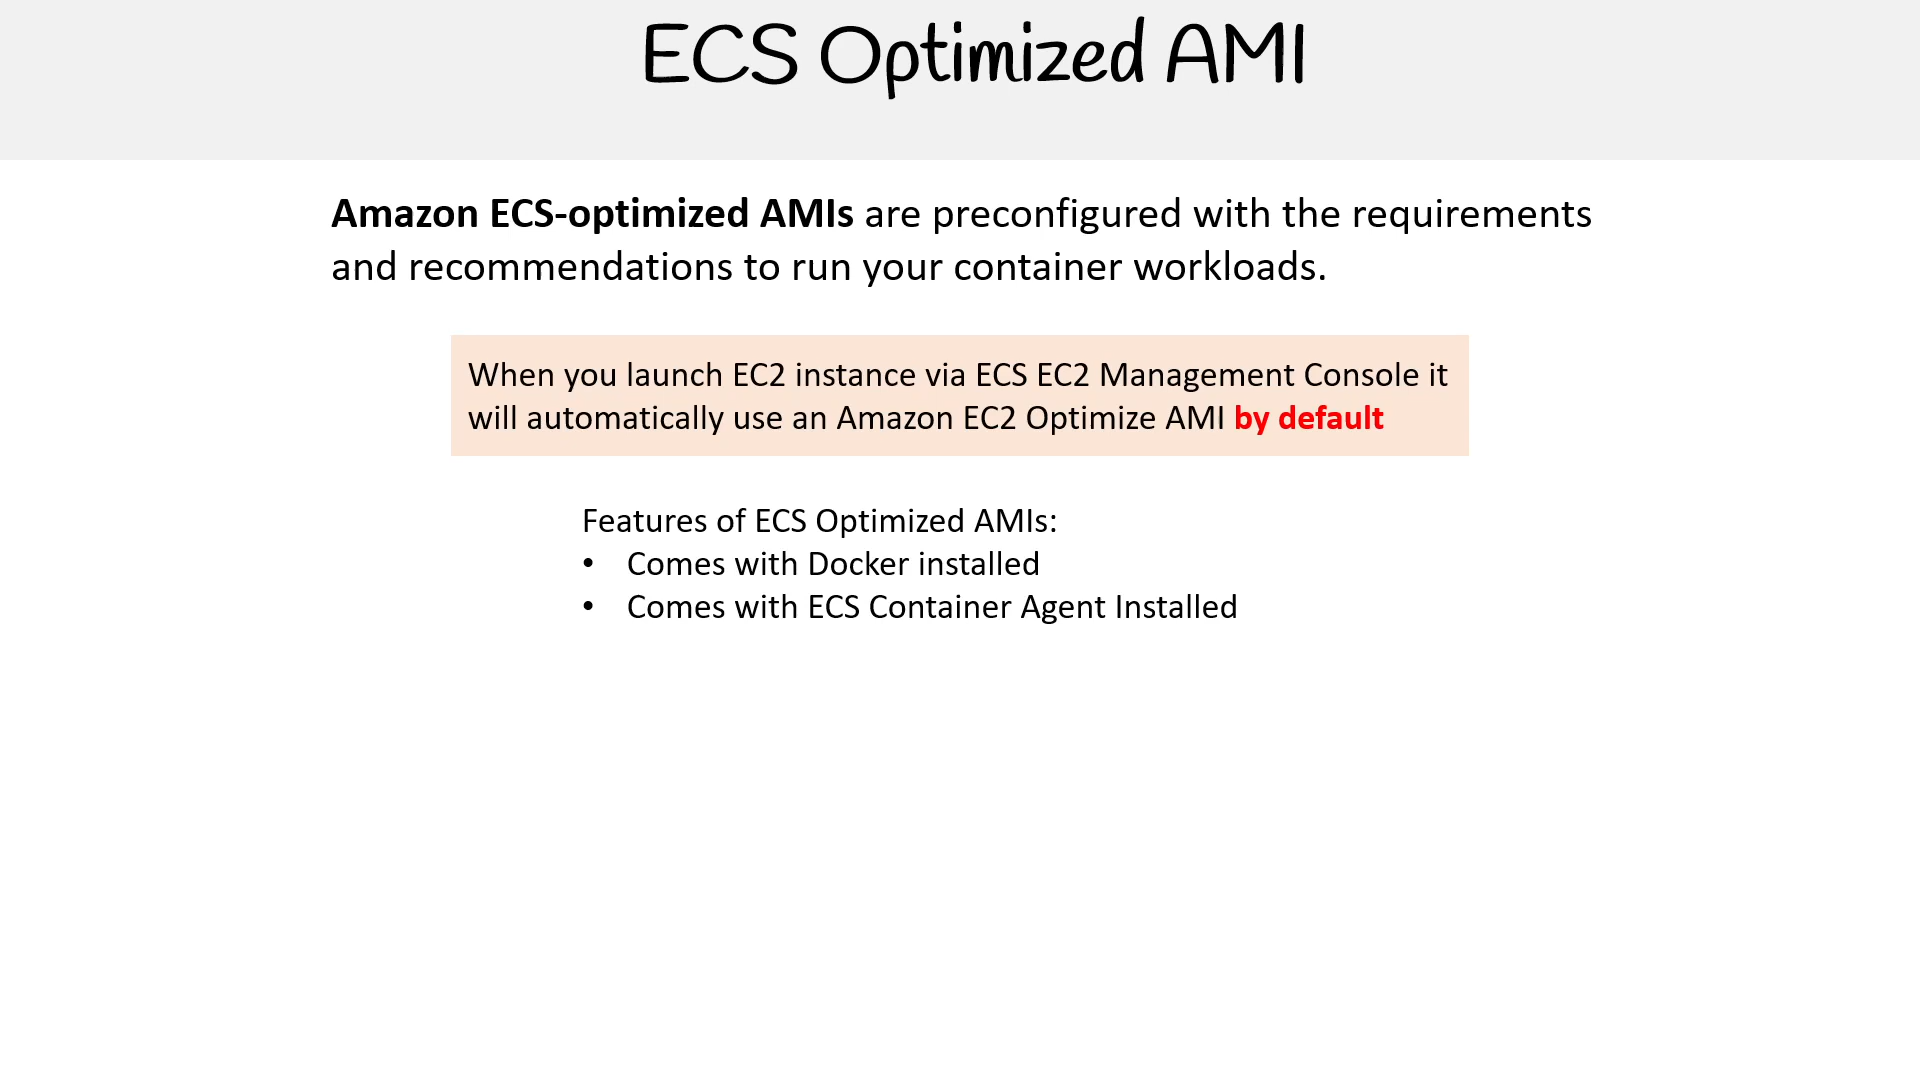 ECS Optimized AMI
Amazon ECS-optimized AMIs are preconfigured with the requirements
and recommendations to run your container workloads.
When you launch EC2 instance via ECS EC2 Management Console it
will automatically use an Amazon EC2 Optimize AMI by default
Features of ECS Optimized AMIs:
• Comes with Docker installed
• Comes with ECS Container Agent Installed